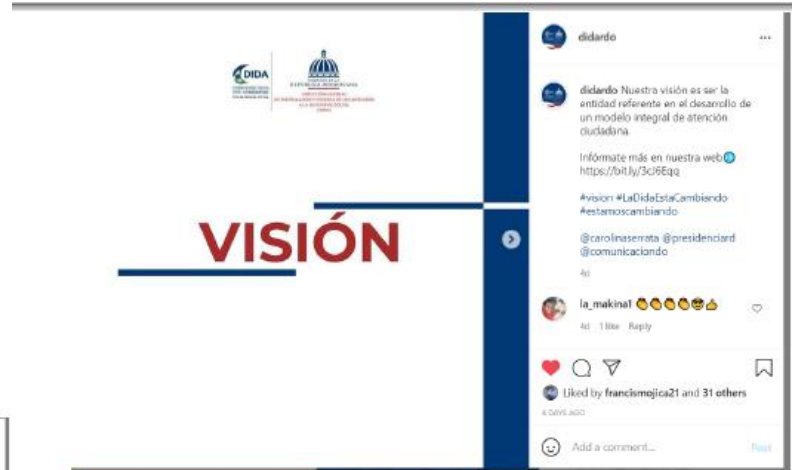 DIDA
VISIÓN
didardo
didardo Nuestra visión es ser la
entidad referente en el desarrollo de
un modelo integral de atención
ciudadana.
Infórmate más en nuestra web🌐
https://bit.ly/3cJ6Eqq
#vision #LaDidaEstaCambiando
#estamoscambiando
@carolinaserrata @presidenciard
@comunicaciondo
4d
la_makina1 👏👏👏👏😎👍
4d 1 like Reply
Liked by francismojica21 and 31 others
4 DAYS AGO
Add a comment...
Post